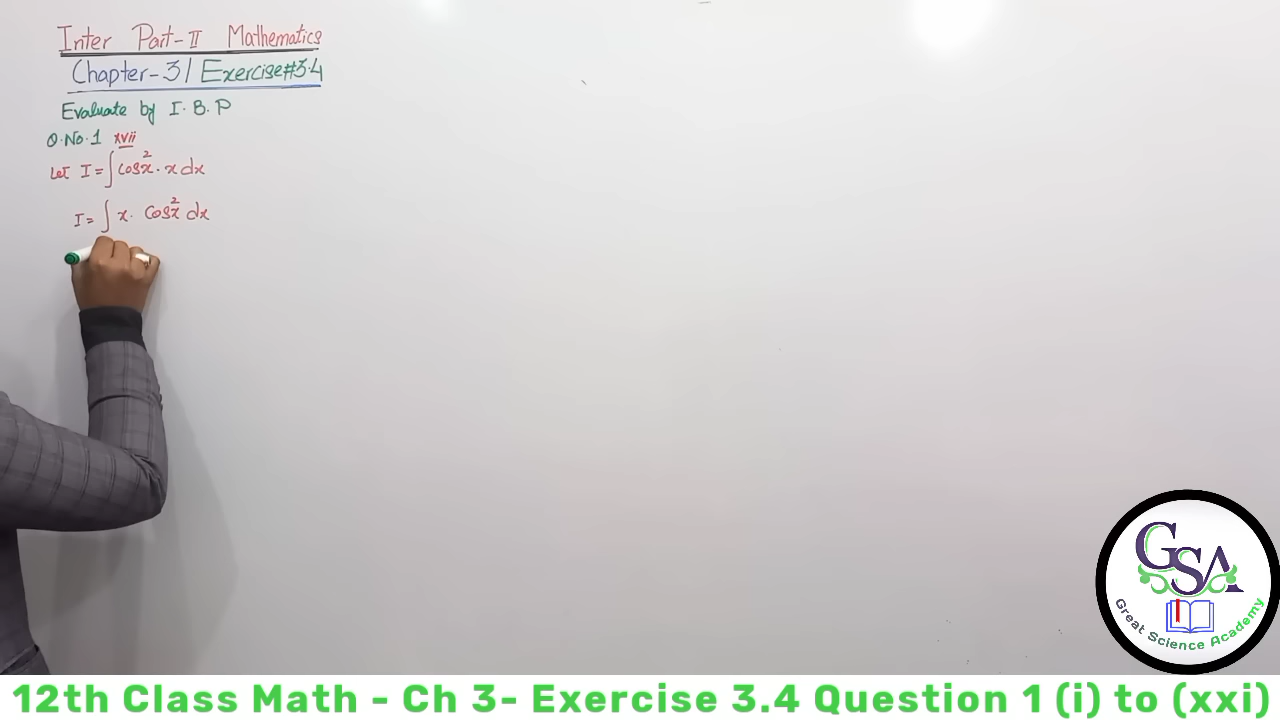 Inter Part-II Mathematics
Chapter-3/Exercise#3.4
Evaluate by I.B.P
Q.No.1 xvii
Let I=∫cos²x·x dx
I=∫x·cos²x dx
GSA
Great Science Academy
12th Class Math - Ch 3- Exercise 3.4 Question 1 (i) to (xxi)